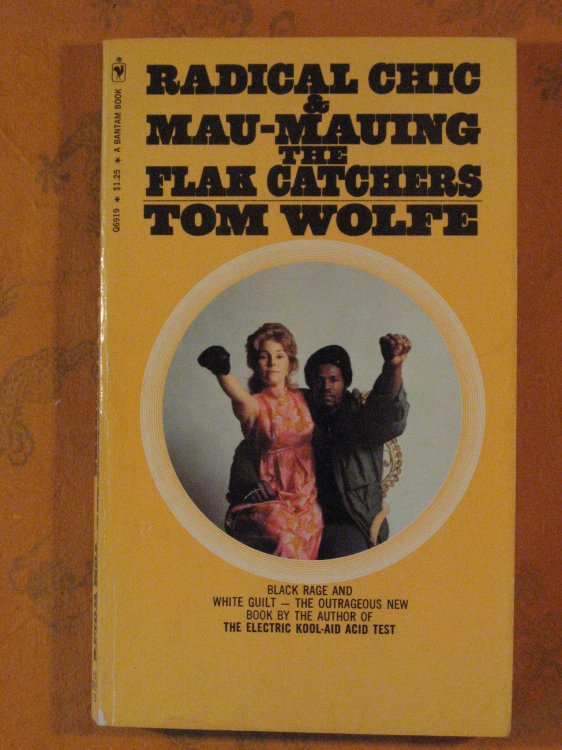 RADICAL CHIC
&
MAU-MAUING
THE
FLAK CATCHERS
TOM WOLFE
Q6919 * $1.25 * A BANTAM BOOK
BLACK RAGE AND
WHITE GUILT — THE OUTRAGEOUS NEW
BOOK BY THE AUTHOR OF
THE ELECTRIC KOOL-AID ACID TEST